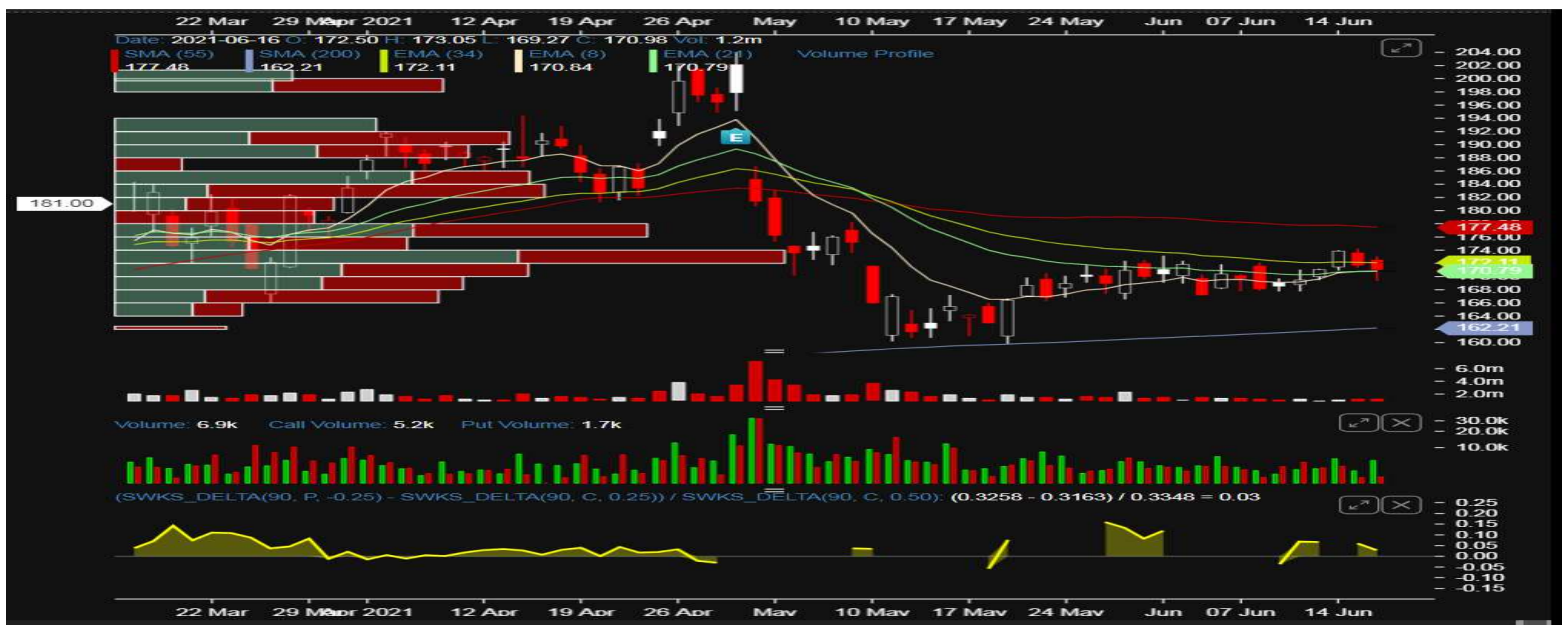 22 Mar 29 Mar Apr 2021 12 Apr 19 Apr 26 Apr May 10 May 17 May 24 May Jun 07 Jun 14 Jun
Date: 2021-06-16 O: 172.50 H: 173.05 L: 169.27 C: 170.98 Vol: 1.2m
SMA (55) SMA (200) EMA (34) EMA (8) EMA (21) Volume Profile
177.48 162.21 172.11 170.84 170.79
204.00
202.00
200.00
198.00
196.00
194.00
192.00
E
190.00
188.00
186.00
184.00
182.00
181.00
180.00
178.00
177.48
176.00
174.00
172.11
170.79
168.00
166.00
164.00
162.21
160.00
6.0m
4.0m
2.0m
Volume: 6.9k Call Volume: 5.2k Put Volume: 1.7k
30.0k
20.0k
10.0k
(SWKS_DELTA(90, P, -0.25) - SWKS_DELTA(90, C, 0.25)) / SWKS_DELTA(90, C, 0.50): (0.3258 - 0.3163) / 0.3348 = 0.03
0.25
0.20
0.15
0.10
0.05
0.00
-0.05
-0.10
-0.15
22 Mar 29 Mar Apr 2021 12 Apr 19 Apr 26 Apr May 10 May 17 May 24 May Jun 07 Jun 14 Jun